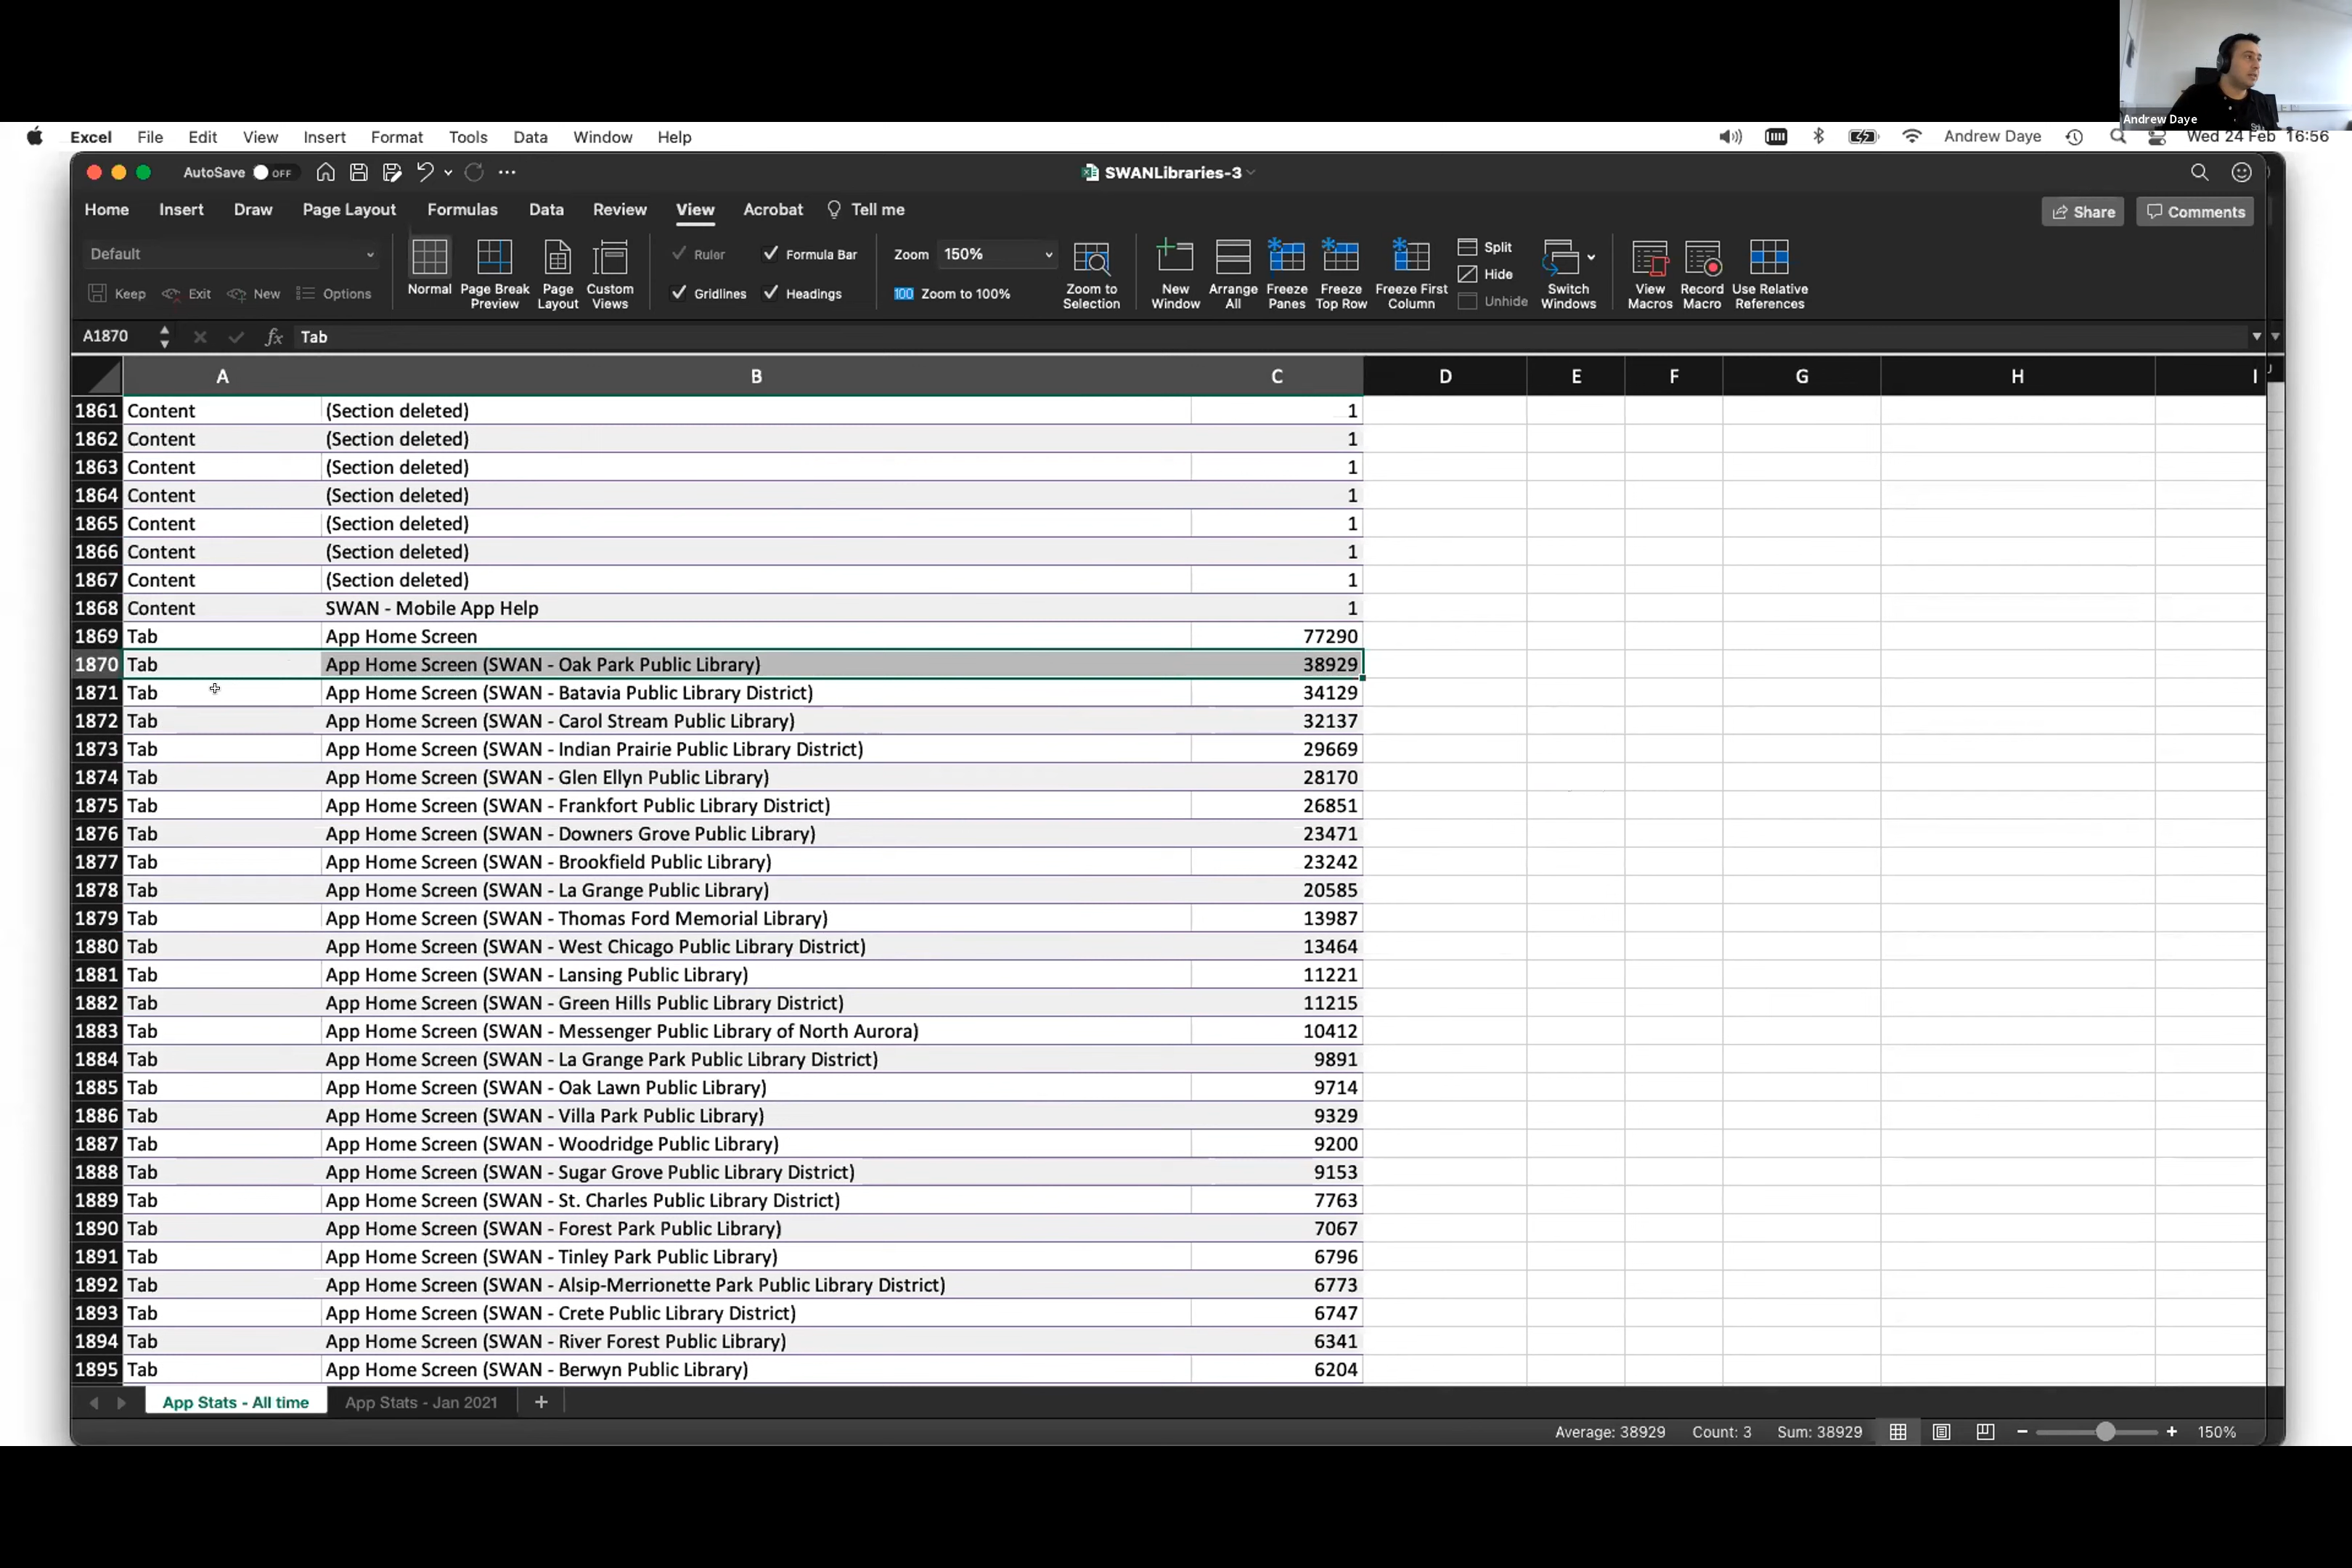 Andrew Daye
Excel File Edit View Insert Format Tools Data Window Help Andrew Daye Wed 24 Feb 16:56
AutoSave OFF SWANLibraries-3
Home Insert Draw Page Layout Formulas Data Review View Acrobat Tell me Share Comments
Default
Keep Exit New Options
Normal Page Break Preview Page Layout Custom Views
Ruler Formula Bar
Gridlines Headings
Zoom 150%
100 Zoom to 100%
Zoom to Selection
New Window Arrange All Freeze Panes Freeze Top Row Freeze First Column
Split
Hide
Unhide
Switch Windows
View Macros Record Macro Use Relative References
A1870 fx Tab
A B C D E F G H I
1861 Content (Section deleted) 1
1862 Content (Section deleted) 1
1863 Content (Section deleted) 1
1864 Content (Section deleted) 1
1865 Content (Section deleted) 1
1866 Content (Section deleted) 1
1867 Content (Section deleted) 1
1868 Content SWAN - Mobile App Help 1
1869 Tab App Home Screen 77290
1870 Tab App Home Screen (SWAN - Oak Park Public Library) 38929
1871 Tab App Home Screen (SWAN - Batavia Public Library District) 34129
1872 Tab App Home Screen (SWAN - Carol Stream Public Library) 32137
1873 Tab App Home Screen (SWAN - Indian Prairie Public Library District) 29669
1874 Tab App Home Screen (SWAN - Glen Ellyn Public Library) 28170
1875 Tab App Home Screen (SWAN - Frankfort Public Library District) 26851
1876 Tab App Home Screen (SWAN - Downers Grove Public Library) 23471
1877 Tab App Home Screen (SWAN - Brookfield Public Library) 23242
1878 Tab App Home Screen (SWAN - La Grange Public Library) 20585
1879 Tab App Home Screen (SWAN - Thomas Ford Memorial Library) 13987
1880 Tab App Home Screen (SWAN - West Chicago Public Library District) 13464
1881 Tab App Home Screen (SWAN - Lansing Public Library) 11221
1882 Tab App Home Screen (SWAN - Green Hills Public Library District) 11215
1883 Tab App Home Screen (SWAN - Messenger Public Library of North Aurora) 10412
1884 Tab App Home Screen (SWAN - La Grange Park Public Library District) 9891
1885 Tab App Home Screen (SWAN - Oak Lawn Public Library) 9714
1886 Tab App Home Screen (SWAN - Villa Park Public Library) 9329
1887 Tab App Home Screen (SWAN - Woodridge Public Library) 9200
1888 Tab App Home Screen (SWAN - Sugar Grove Public Library District) 9153
1889 Tab App Home Screen (SWAN - St. Charles Public Library District) 7763
1890 Tab App Home Screen (SWAN - Forest Park Public Library) 7067
1891 Tab App Home Screen (SWAN - Tinley Park Public Library) 6796
1892 Tab App Home Screen (SWAN - Alsip-Merrionette Park Public Library District) 6773
1893 Tab App Home Screen (SWAN - Crete Public Library District) 6747
1894 Tab App Home Screen (SWAN - River Forest Public Library) 6341
1895 Tab App Home Screen (SWAN - Berwyn Public Library) 6204
App Stats - All time App Stats - Jan 2021 +
Average: 38929 Count: 3 Sum: 38929 − + 150%